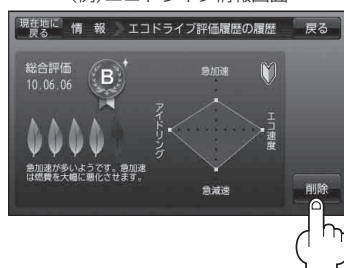 (例)エコドライブ情報画面
現在地に戻る 情 報 エコドライブ評価履歴の履歴 戻る
総合評価
10.06.06
B
急加速
アイドリング
エコ速度
急減速
急加速が多いようです。急加速
は燃費を大幅に悪化させます。
削除